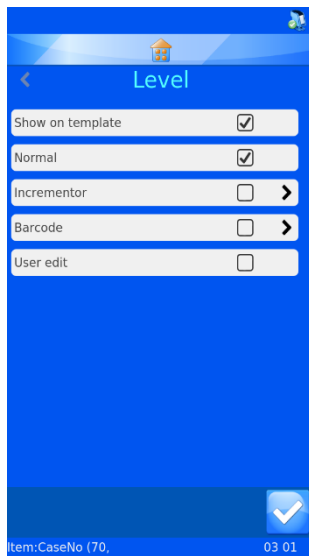 Level
Show on template
Normal
Incrementor
Barcode
User edit
Item:CaseNo (70,
03 01